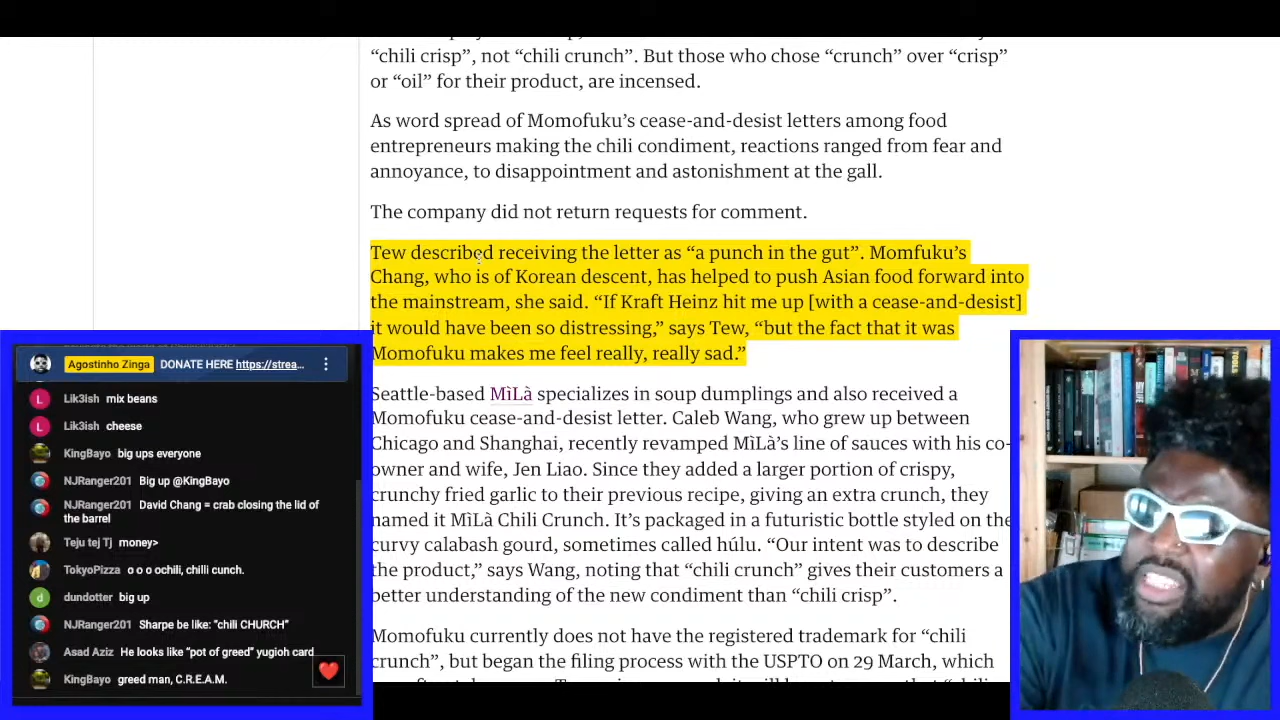 “chili crisp”, not “chili crunch”. But those who chose “crunch” over “crisp”
or “oil” for their product, are incensed.
As word spread of Momofuku’s cease-and-desist letters among food
entrepreneurs making the chili condiment, reactions ranged from fear and
annoyance, to disappointment and astonishment at the gall.
The company did not return requests for comment.
Tew described receiving the letter as “a punch in the gut”. Momfuku’s
Chang, who is of Korean descent, has helped to push Asian food forward into
the mainstream, she said. “If Kraft Heinz hit me up [with a cease-and-desist]
it would have been so distressing,” says Tew, “but the fact that it was
Momofuku makes me feel really, really sad.”
Seattle-based MìLà specializes in soup dumplings and also received a
Momofuku cease-and-desist letter. Caleb Wang, who grew up between
Chicago and Shanghai, recently revamped MìLà’s line of sauces with his co-
owner and wife, Jen Liao. Since they added a larger portion of crispy,
crunchy fried garlic to their previous recipe, giving an extra crunch, they
named it MìLà Chili Crunch. It’s packaged in a futuristic bottle styled on the
curvy calabash gourd, sometimes called húlu. “Our intent was to describe
the product,” says Wang, noting that “chili crunch” gives their customers a
better understanding of the new condiment than “chili crisp”.
Momofuku currently does not have the registered trademark for “chili
crunch”, but began the filing process with the USPTO on 29 March, which
Agostinho Zinga DONATE HERE https://strea...
Lik3ish mix beans
Lik3ish cheese
KingBayo big ups everyone
NJRanger201 Big up @KingBayo
NJRanger201 David Chang = crab closing the lid of
the barrel
Teju tej Tj money>
TokyoPizza o o o ochili, chilli cunch.
dundotter big up
NJRanger201 Sharpe be like: “chili CHURCH”
Asad Aziz He looks like “pot of greed” yugioh card
KingBayo greed man, C.R.E.A.M.